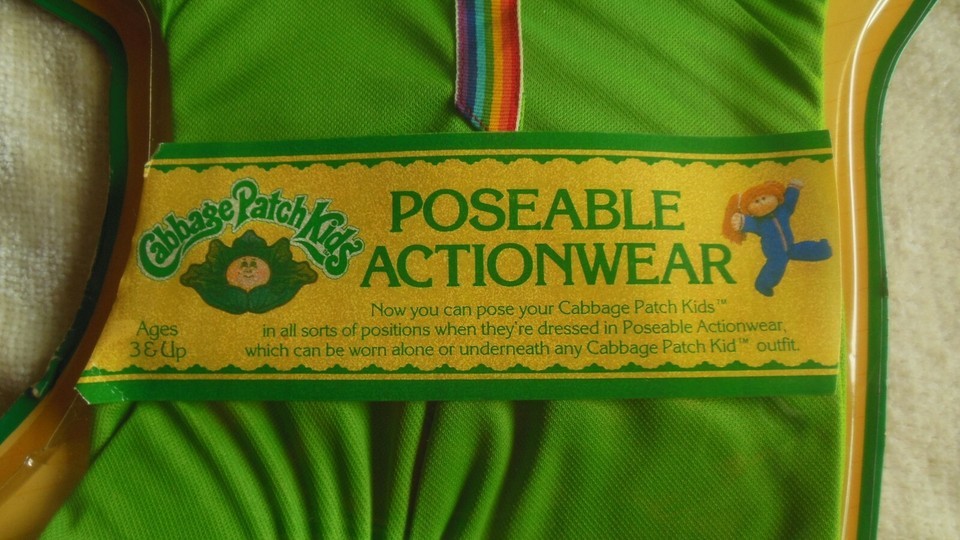 Cabbage Patch Kids™
POSEABLE
ACTIONWEAR
Now you can pose your Cabbage Patch Kids™
in all sorts of positions when they're dressed in Poseable Actionwear,
which can be worn alone or underneath any Cabbage Patch Kid™ outfit.
Ages
3 & Up